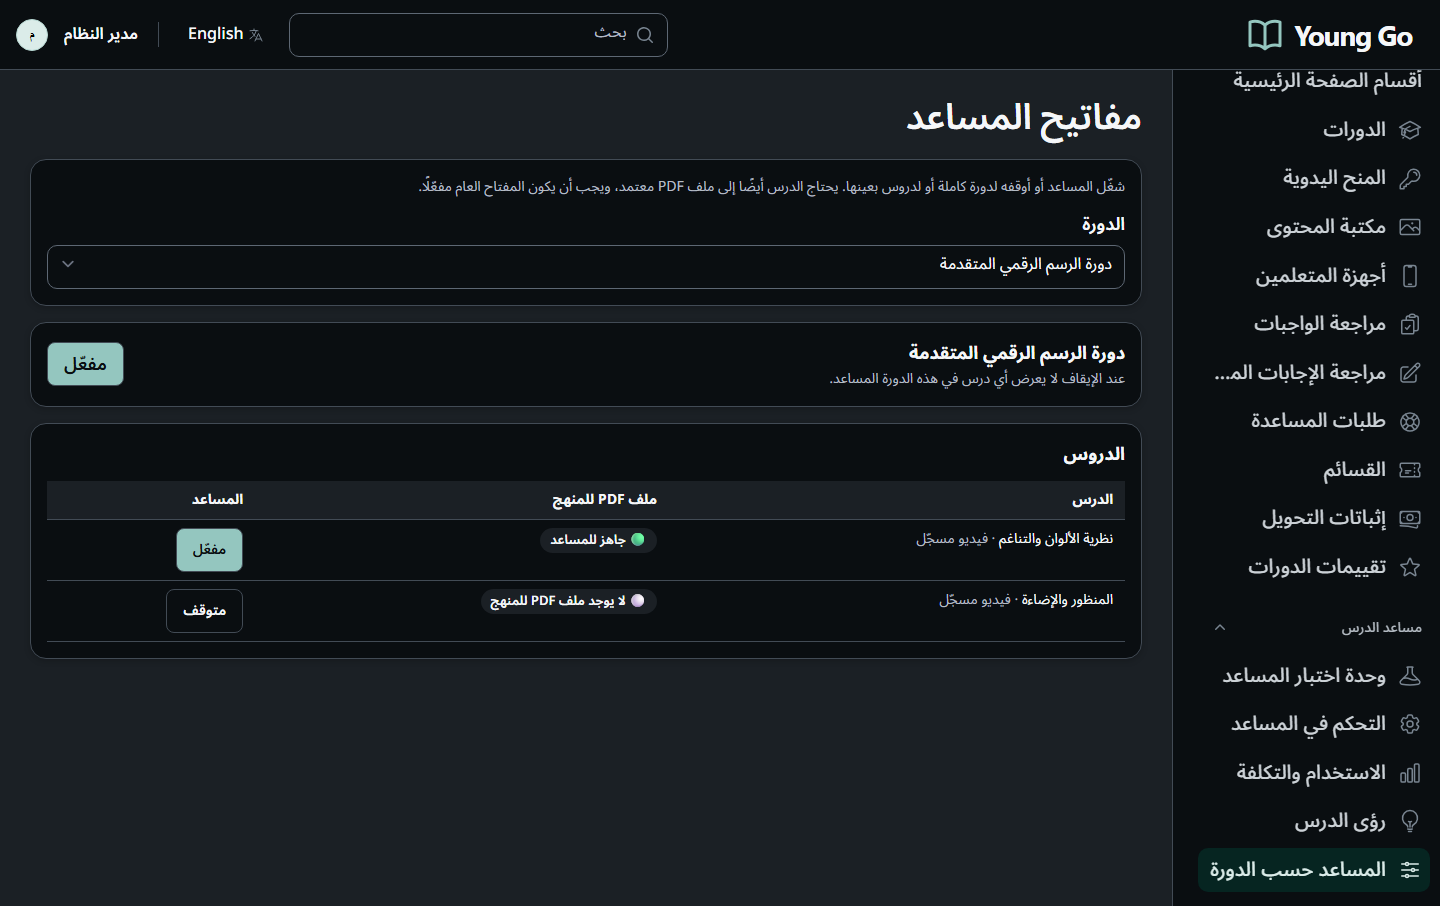 Young Go
بحث
English
مدير النظام
م
أقسام الصفحة الرئيسية
الدورات
المنح اليدوية
مكتبة المحتوى
أجهزة المتعلمين
مراجعة الواجبات
مراجعة الإجابات الم...
طلبات المساعدة
القسائم
إثباتات التحويل
تقييمات الدورات
مساعد الدرس
وحدة اختبار المساعد
التحكم في المساعد
الاستخدام والتكلفة
رؤى الدرس
المساعد حسب الدورة
مفاتيح المساعد
شغّل المساعد أو أوقفه لدورة كاملة أو لدروس بعينها. يحتاج الدرس أيضًا إلى ملف PDF معتمد، ويجب أن يكون المفتاح العام مفعّلًا.
الدورة
دورة الرسم الرقمي المتقدمة
دورة الرسم الرقمي المتقدمة
مفعّل
عند الإيقاف لا يعرض أي درس في هذه الدورة المساعد.
الدروس
الدرس ملف PDF للمنهج المساعد
نظرية الألوان والتناغم · فيديو مسجّل جاهز للمساعد مفعّل
المنظور والإضاءة · فيديو مسجّل لا يوجد ملف PDF للمنهج متوقف